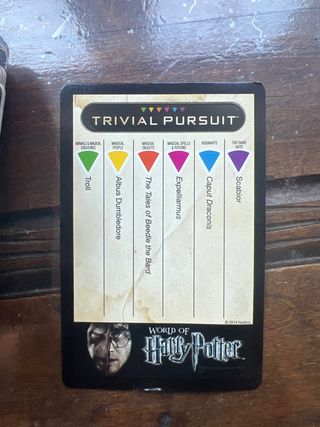 TRIVIAL PURSUIT
ANIMALS & MAGICAL CREATURES
MAGICAL PEOPLE
MAGICAL OBJECTS
MAGICAL SPELLS & POTIONS
HOGWARTS
THE DARK ARTS
Troll
Albus Dumbledore
The Tales of Beedle the Bard
Expelliarmus
Caput Draconis
Scabior
© 2014 Hasbro.
WORLD OF
Harry Potter